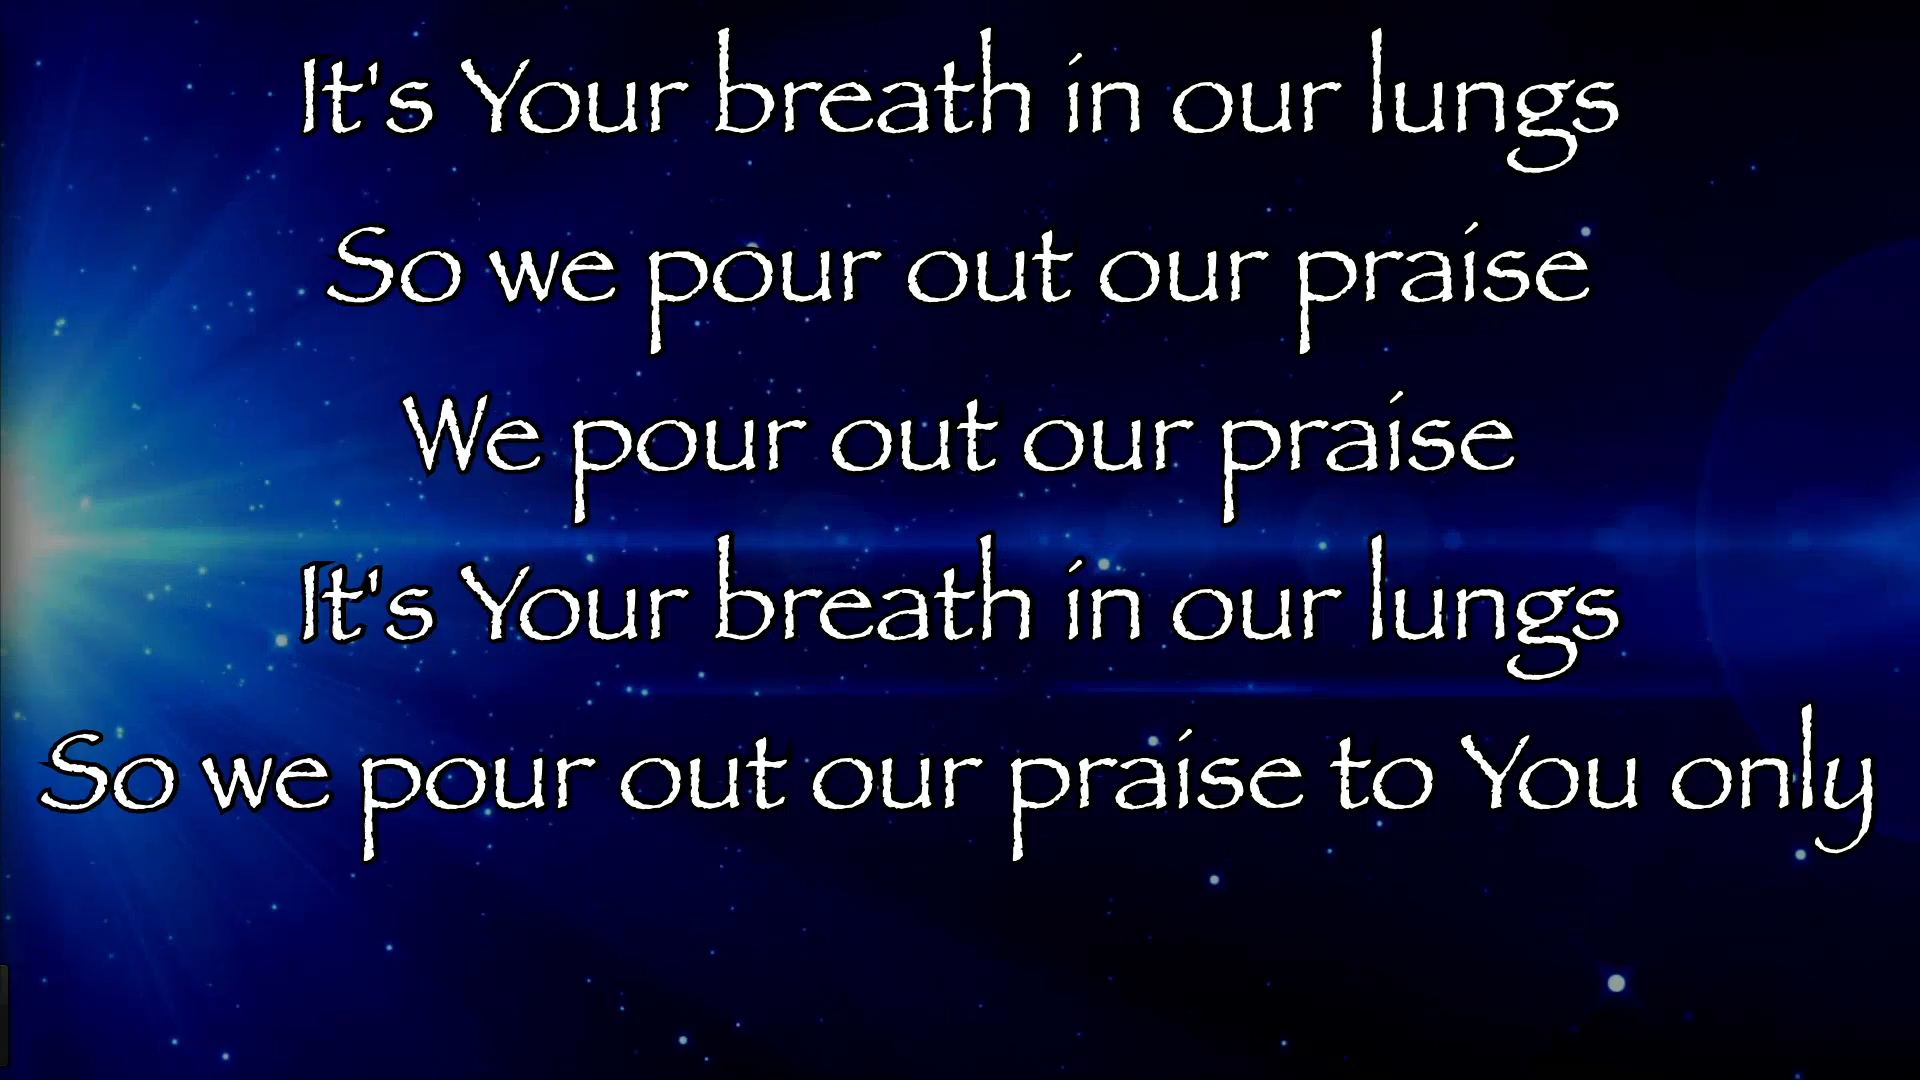 It's Your breath in our lungs
So we pour out our praise
We pour out our praise
It's Your breath in our lungs
So we pour out our praise to You only